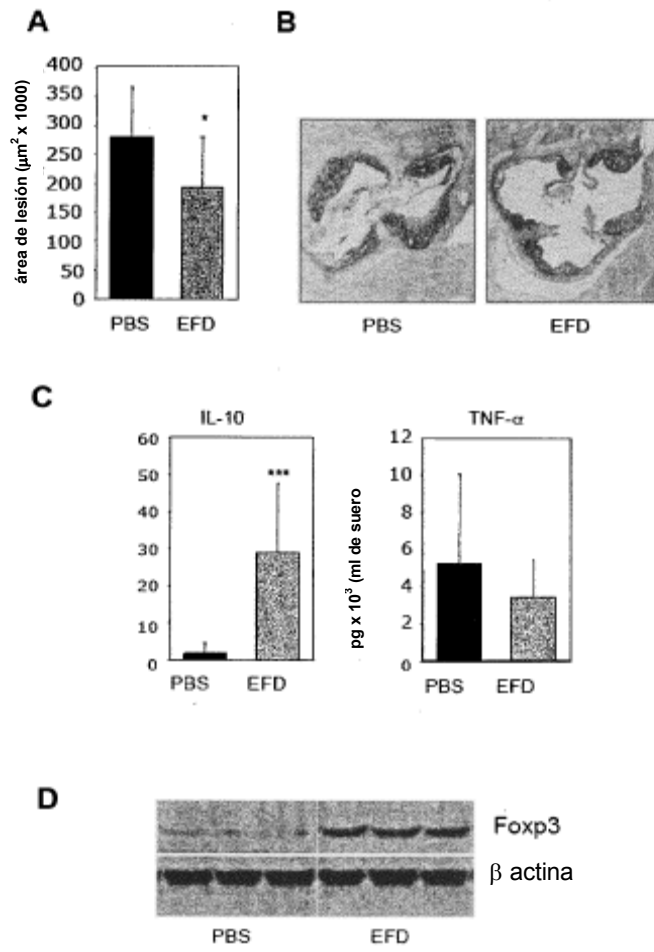 A
área de lesión (μm² x 1000)
400
350
300
250
200
150
100
50
0
*
PBS EFD
B
PBS EFD
C
IL-10
60
50
40
30
20
10
0
***
PBS EFD
TNF-α
pg x 10³ (ml de suero
12
10
8
6
4
2
0
PBS EFD
D
Foxp3
β actina
PBS EFD